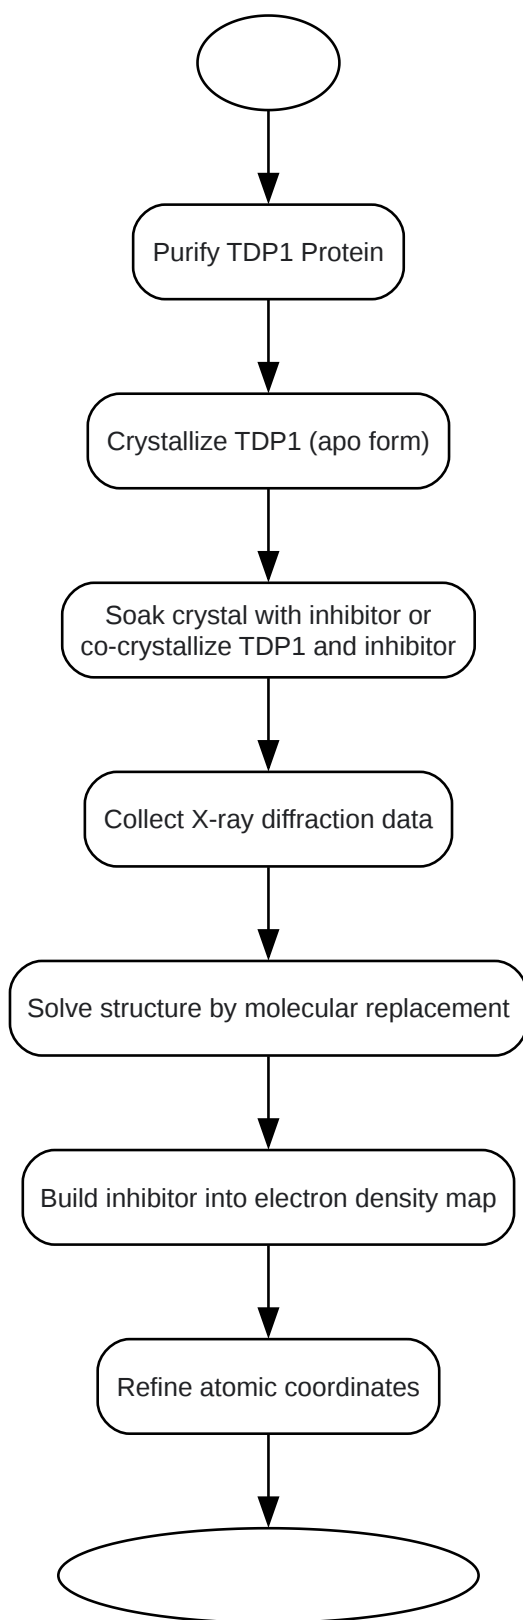 Purify TDP1 Protein
Crystallize TDP1 (apo form)
Soak crystal with inhibitor or
co-crystallize TDP1 and inhibitor
Collect X-ray diffraction data
Solve structure by molecular replacement
Build inhibitor into electron density map
Refine atomic coordinates